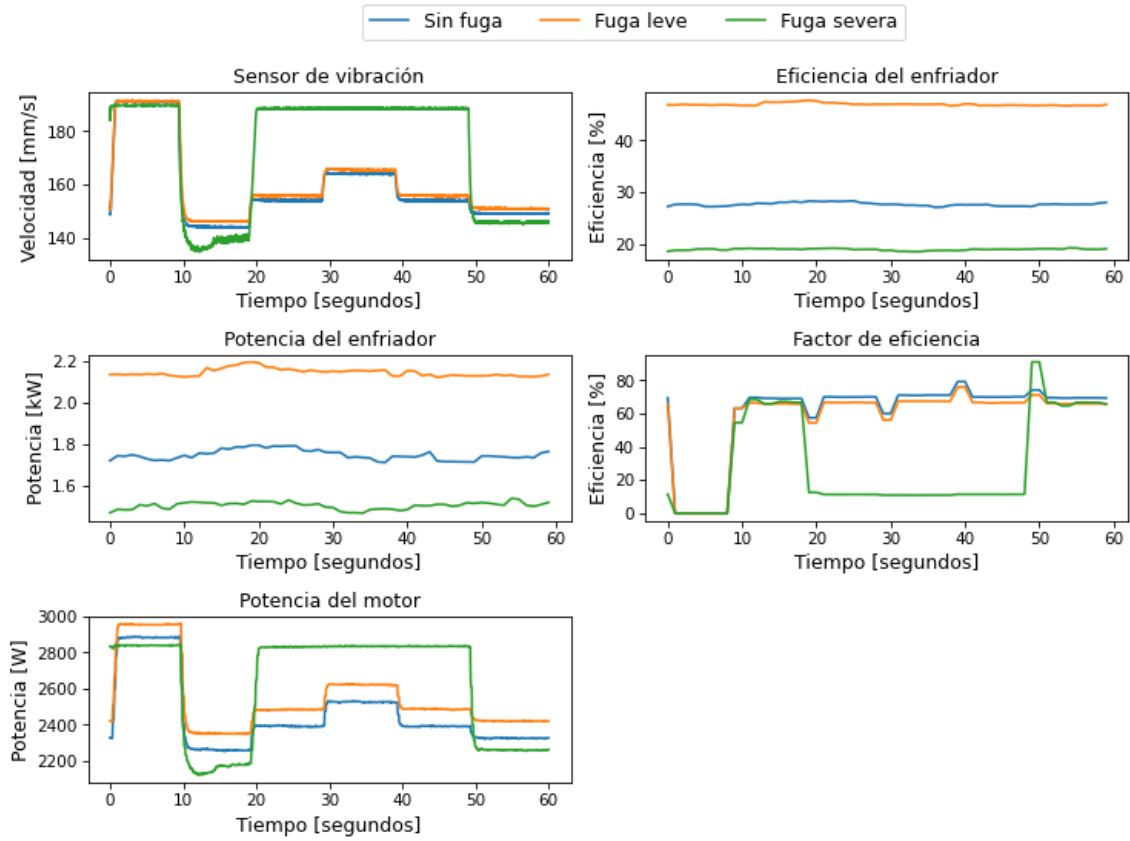 Sin fuga Fuga leve Fuga severa
Sensor de vibración
Velocidad [mm/s]
180
160
140
0 10 20 30 40 50 60
Tiempo [segundos]
Eficiencia del enfriador
Eficiencia [%]
40
30
20
0 10 20 30 40 50 60
Tiempo [segundos]
Potencia del enfriador
Potencia [kW]
2.2
2.0
1.8
1.6
0 10 20 30 40 50 60
Tiempo [segundos]
Factor de eficiencia
Eficiencia [%]
80
60
40
20
0
0 10 20 30 40 50 60
Tiempo [segundos]
Potencia del motor
Potencia [W]
3000
2800
2600
2400
2200
0 10 20 30 40 50 60
Tiempo [segundos]